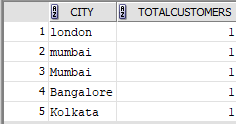 CITY TOTALCUSTOMERS
1 london 1
2 mumbai 1
3 Mumbai 1
4 Bangalore 1
5 Kolkata 1